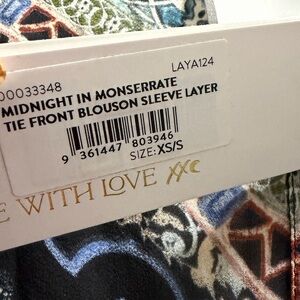 00033348 LAYA124
MIDNIGHT IN MONSERRATE
TIE FRONT BLOUSON SLEEVE LAYER
9 361447 803946
SIZE: XS/S
E WITH LOVE